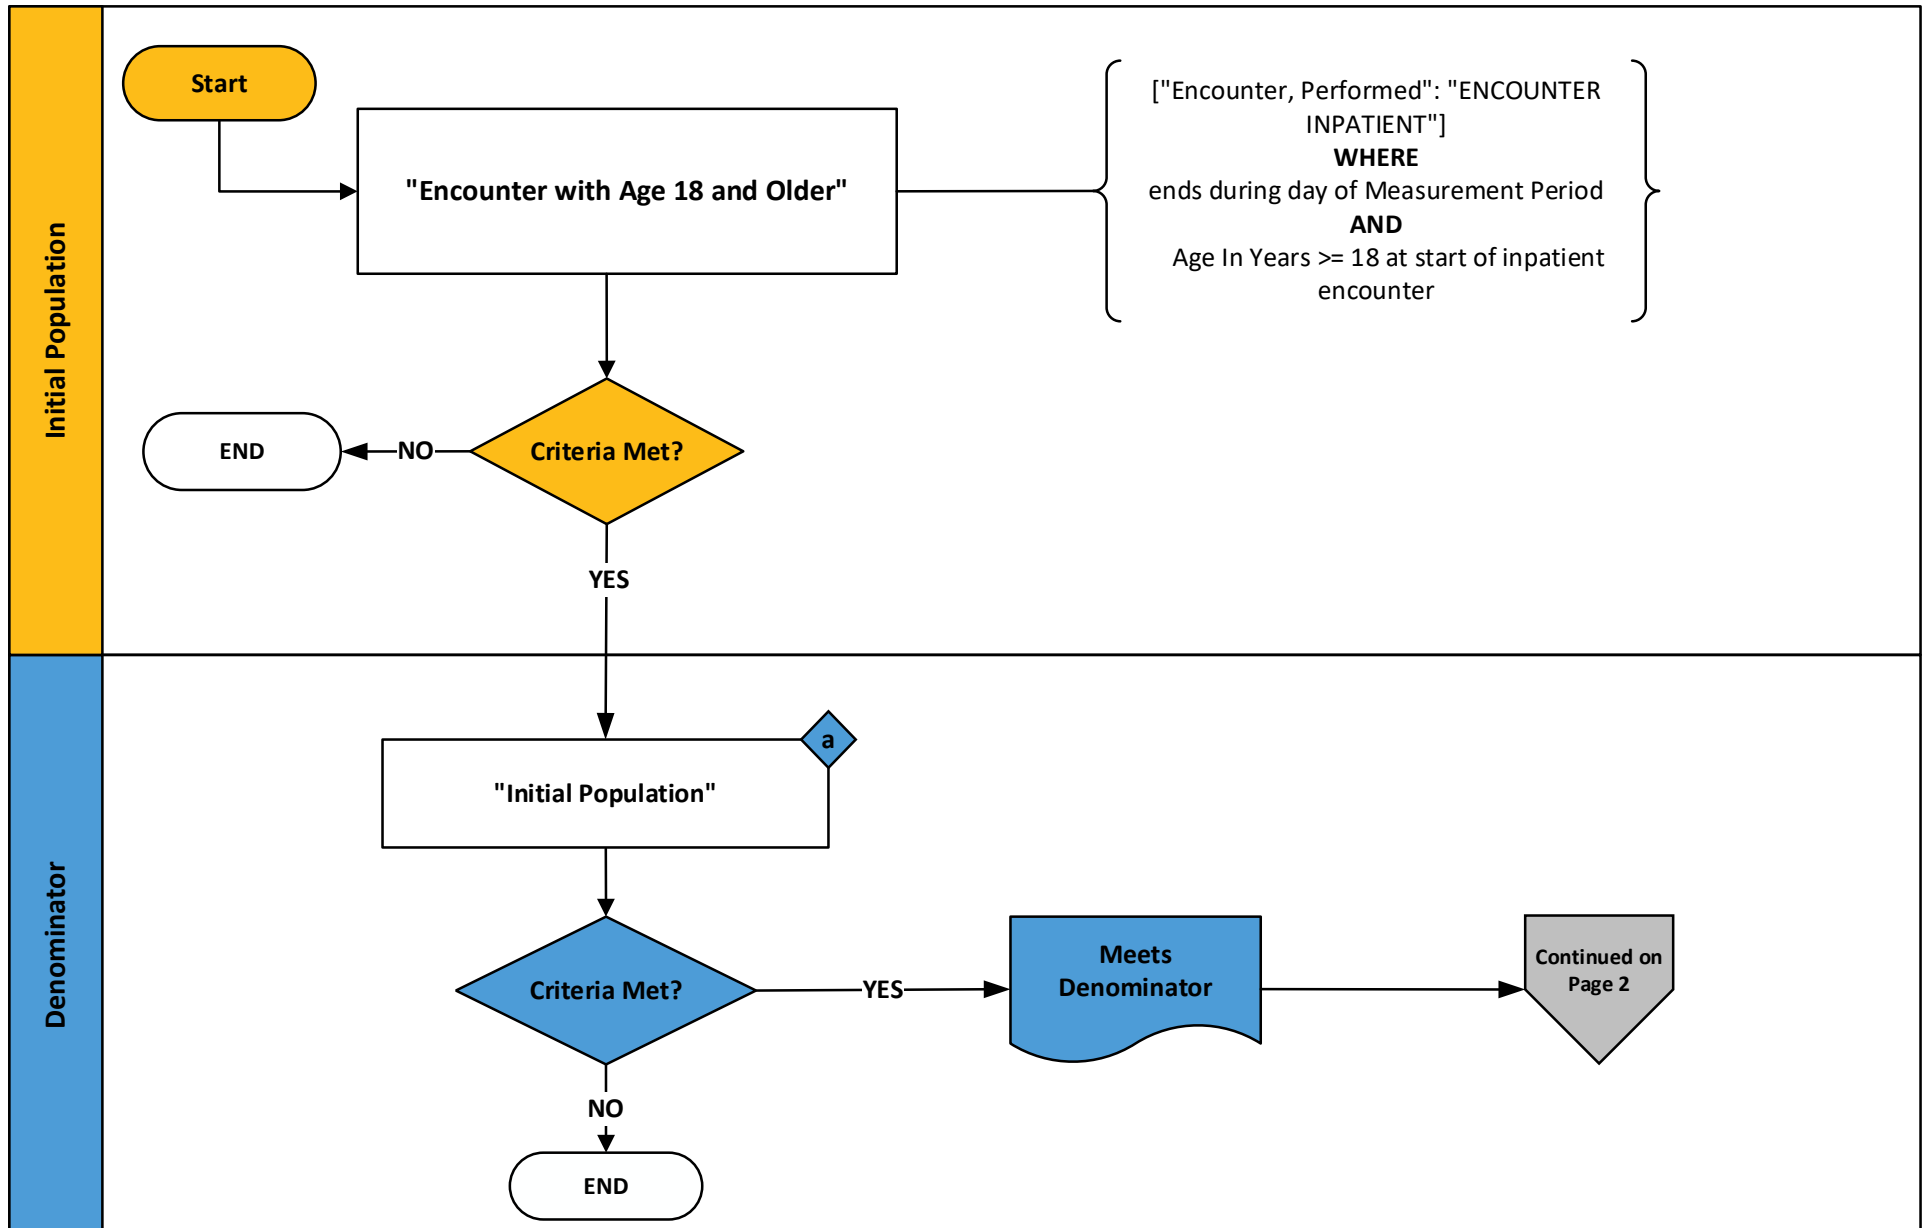 Initial Population
Start
"Encounter with Age 18 and Older"
["Encounter, Performed": "ENCOUNTER
INPATIENT"]
WHERE
ends during day of Measurement Period
AND
Age In Years >= 18 at start of inpatient
encounter
END
NO
Criteria Met?
YES
Denominator
a
"Initial Population"
Criteria Met?
YES
Meets
Denominator
Continued on
Page 2
NO
END